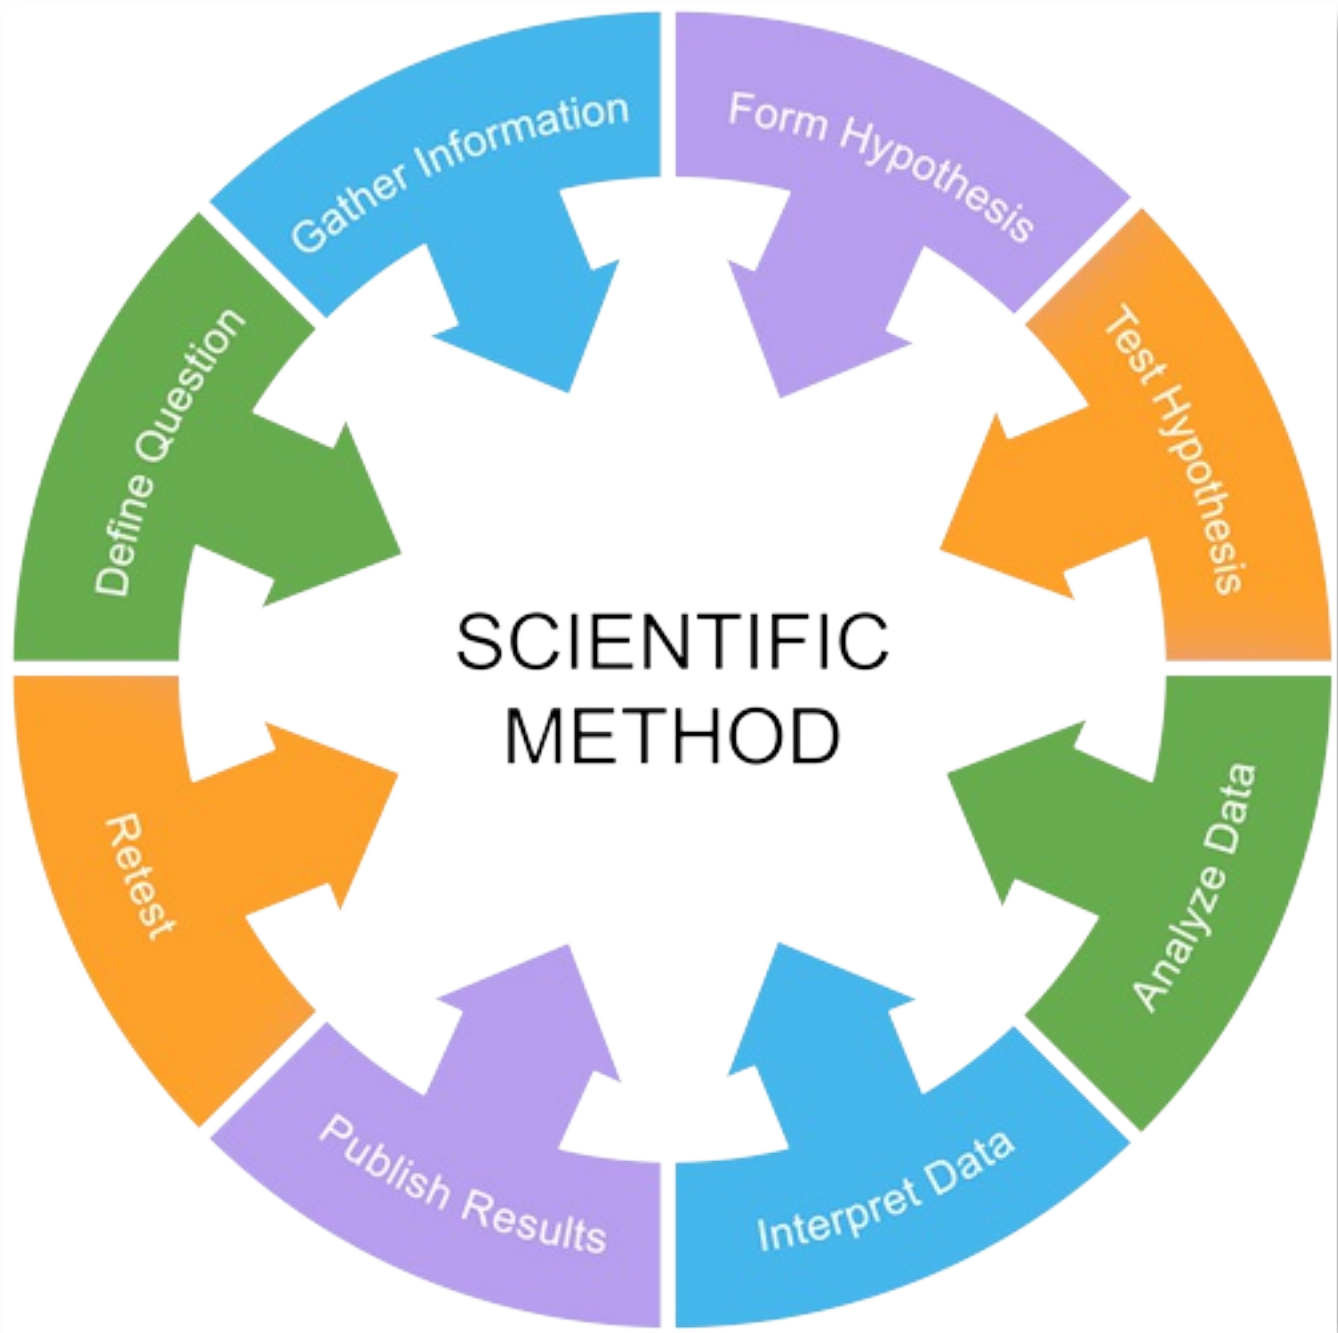 Gather Information
Form Hypothesis
Define Question
Test Hypothesis
SCIENTIFIC
METHOD
Retest
Analyze Data
Publish Results
Interpret Data